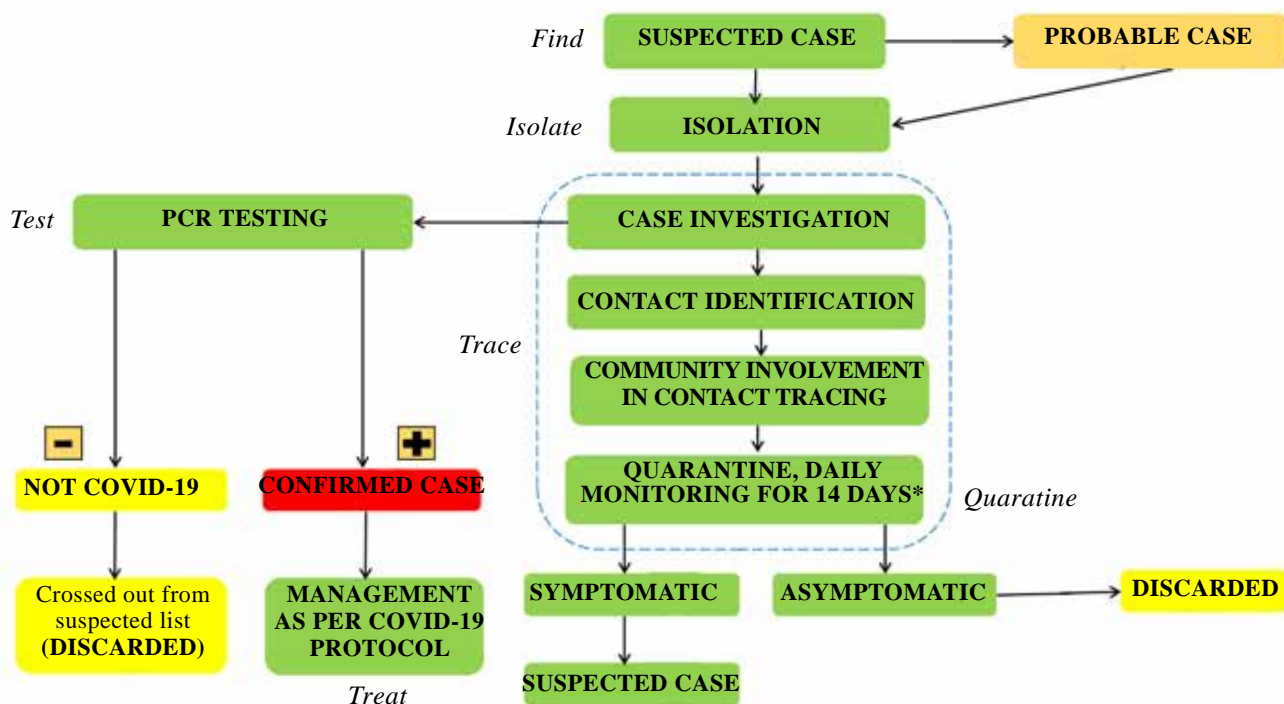 Find
SUSPECTED CASE
PROBABLE CASE
Isolate
ISOLATION
Test
PCR TESTING
CASE INVESTIGATION
CONTACT IDENTIFICATION
Trace
COMMUNITY INVOLVEMENT
IN CONTACT TRACING
-
+
NOT COVID-19
CONFIRMED CASE
QUARANTINE, DAILY
MONITORING FOR 14 DAYS*
Quaratine
Crossed out from
suspected list
(DISCARDED)
MANAGEMENT
AS PER COVID-19
PROTOCOL
Treat
SYMPTOMATIC
ASYMPTOMATIC
DISCARDED
SUSPECTED CASE